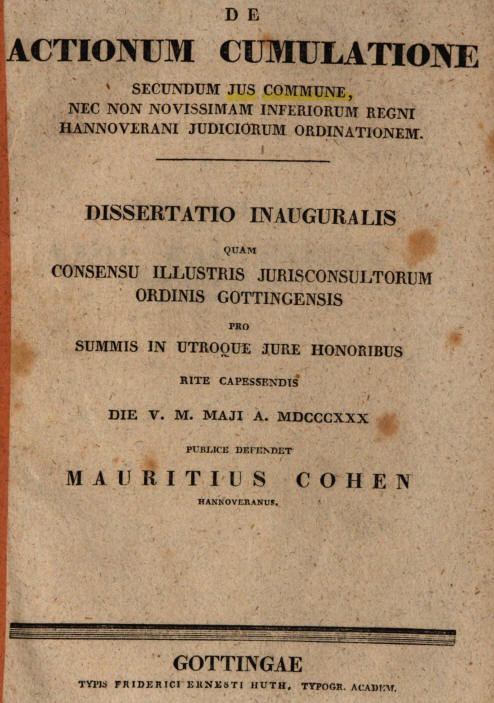 DE
ACTIONUM CUMULATIONE
SECUNDUM JUS COMMUNE,
NEC NON NOVISSIMAM INFERIORUM REGNI
HANNOVERANI JUDICIORUM ORDINATIONEM.
DISSERTATIO INAUGURALIS
QUAM
CONSENSU ILLUSTRIS JURISCONSULTORUM
ORDINIS GOTTINGENSIS
PRO
SUMMIS IN UTROQUE JURE HONORIBUS
RITE CAPESSENDIS
DIE V. M. MAJI A. MDCCCXXX
PUBLICE DEFENDET
MAURITIUS COHEN
HANNOVERANUS.
GOTTINGAE
TYPIS FRIDERICI ERNESTI HUTH, TYPOGR. ACADEM.